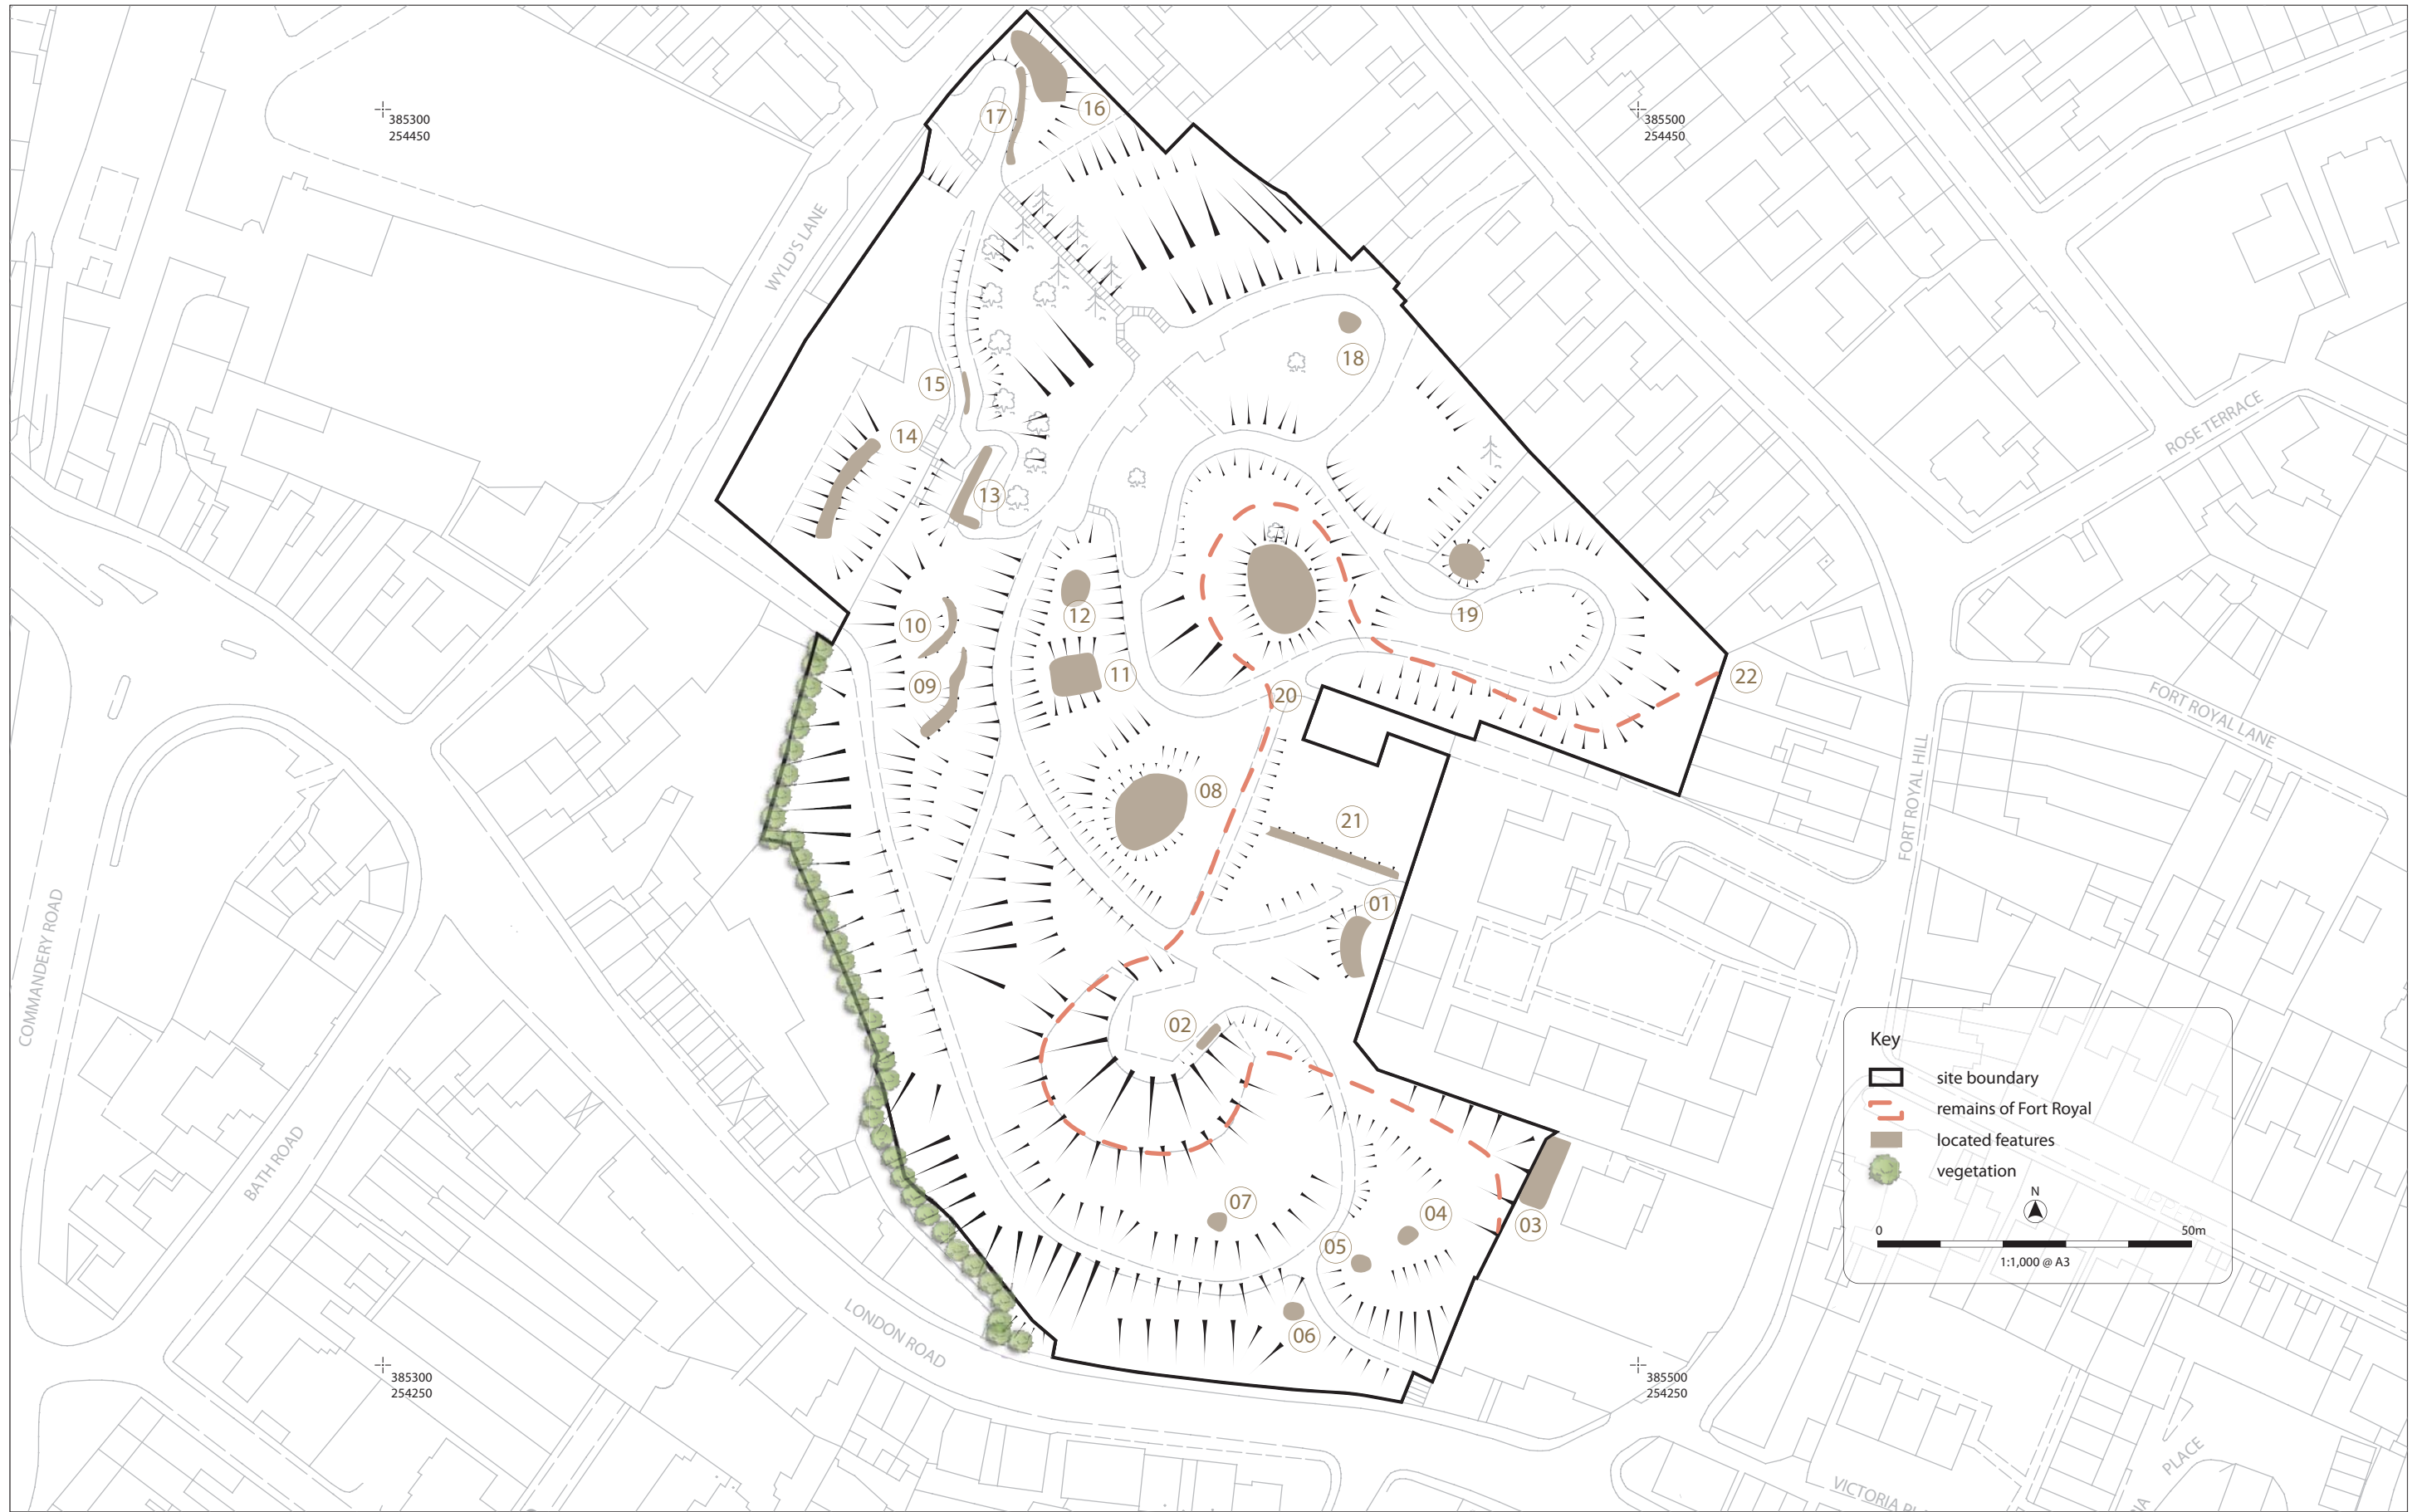 385300
254450
385500
254450
17
16
WYLD'S LANE
18
15
14
13
ROSE TERRACE
12
10
19
11
09
20
22
FORT ROYAL LANE
08
21
FORT ROYAL HILL
01
COMMANDERY ROAD
02
Key
site boundary
remains of Fort Royal
located features
vegetation
N
0
50m
1:1,000 @ A3
BATH ROAD
07
04
03
05
06
LONDON ROAD
385300
254250
385500
254250
PLACE
VICTORIA